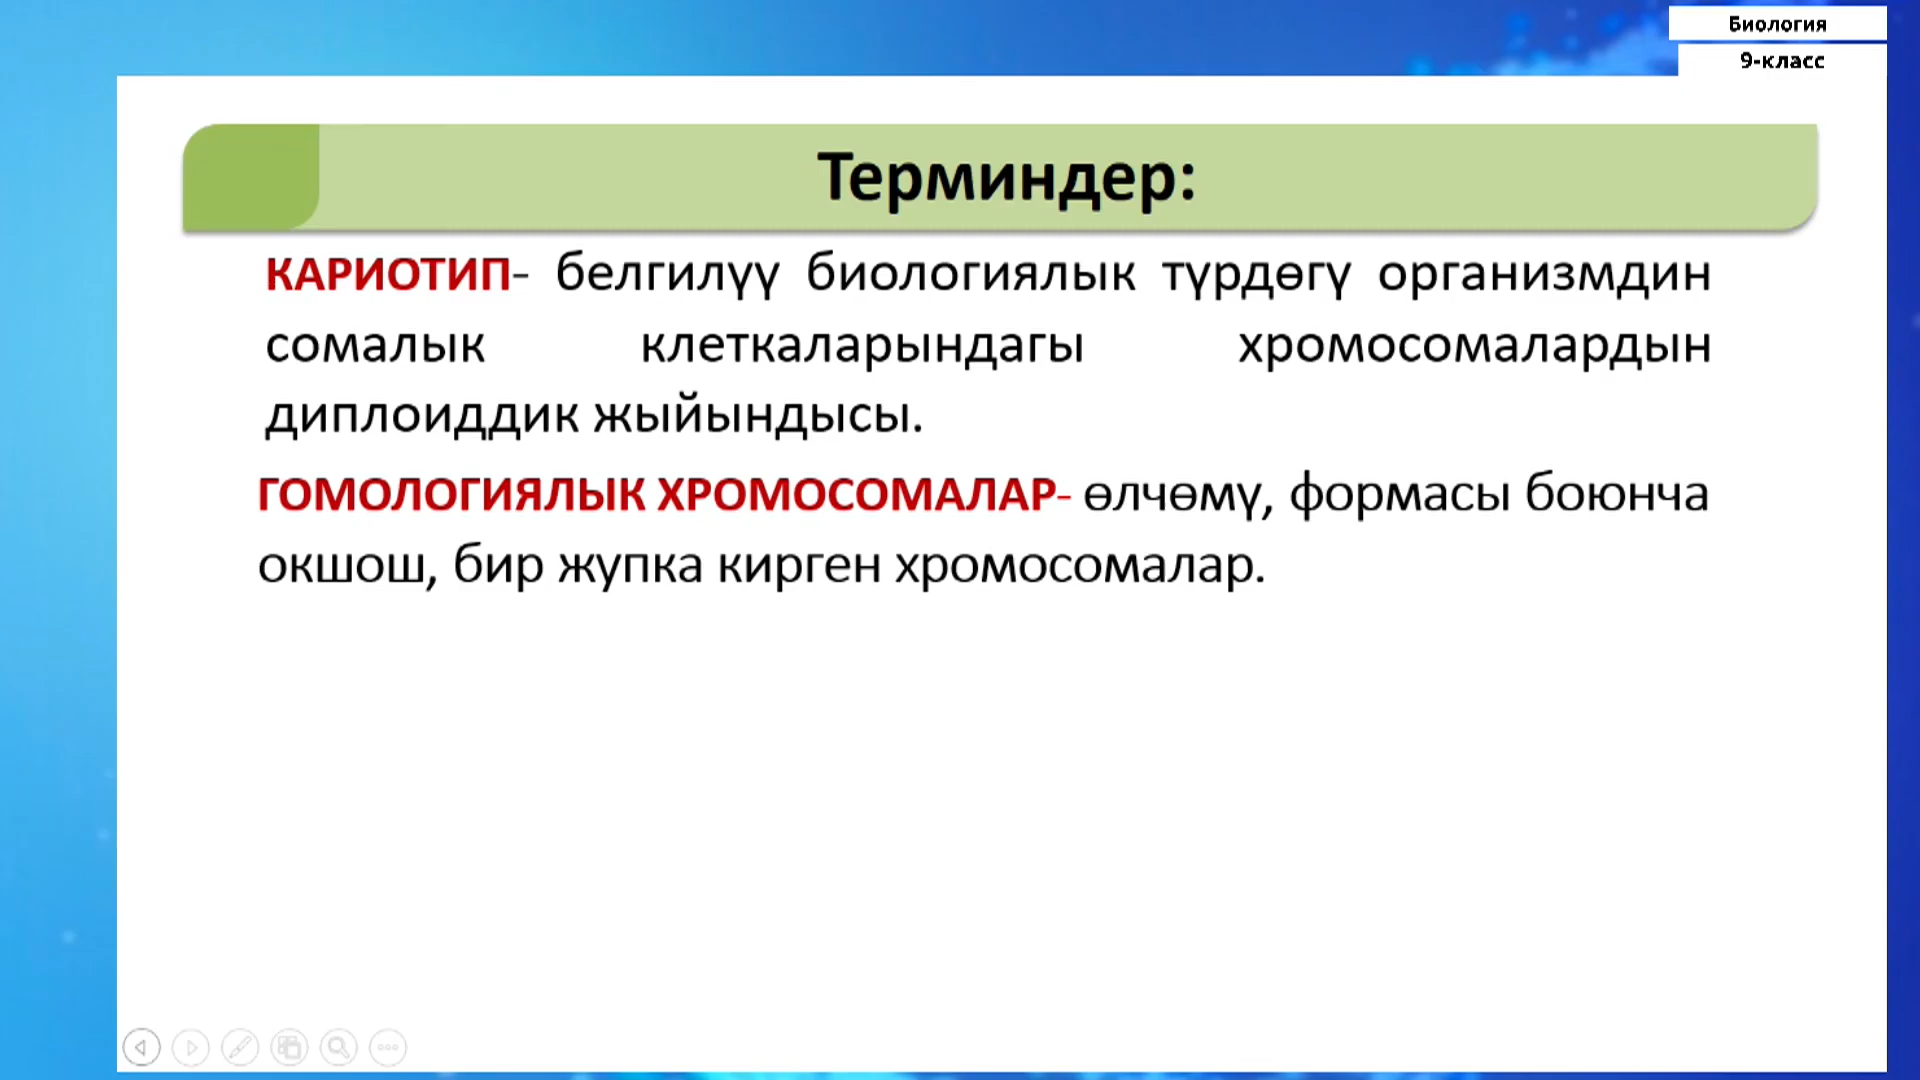 Биология
9-класс
Терминдер:
КАРИОТИП- белгилүү биологиялык түрдөгү организмдин
сомалык клеткаларындагы хромосомалардын
диплоиддик жыйындысы.
ГОМОЛОГИЯЛЫК ХРОМОСОМАЛАР- өлчөмү, формасы боюнча
окшош, бир жупка кирген хромосомалар.